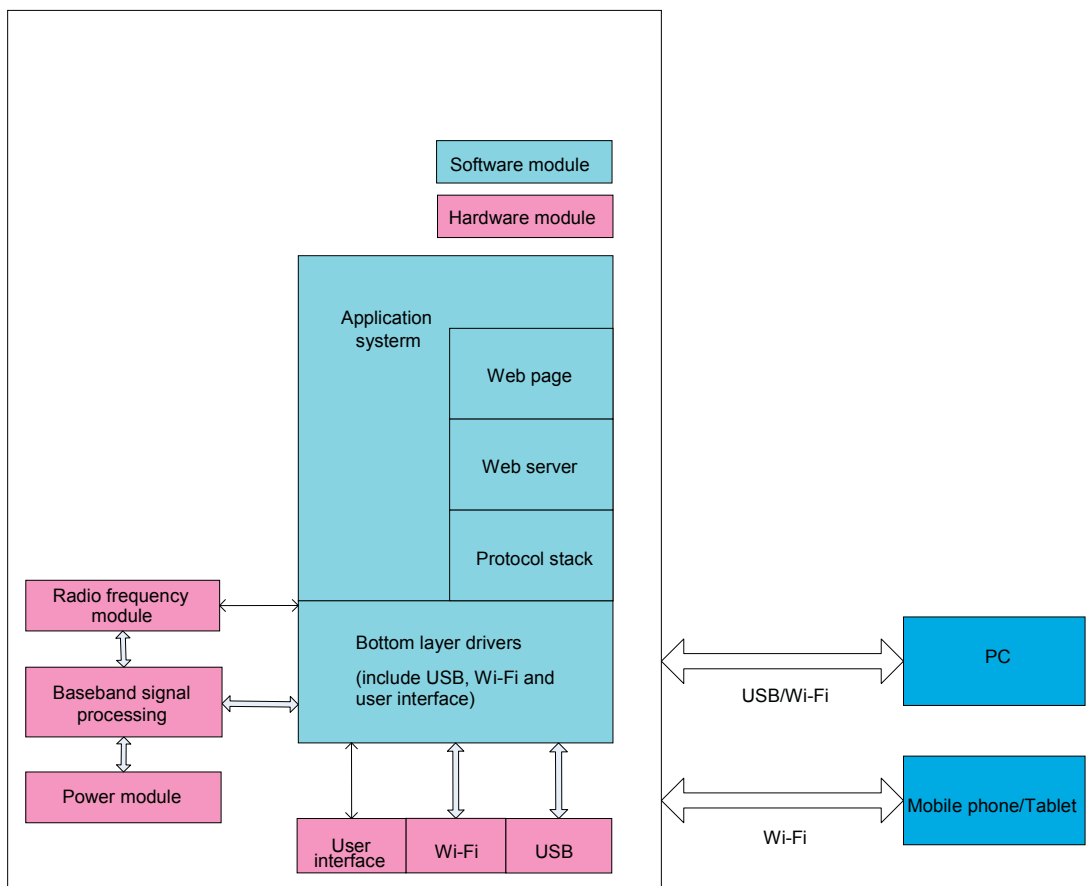 Software module
Hardware module
Application
systerm
Web page
Web server
Protocol stack
Radio frequency
module
Bottom layer drivers
(include USB, Wi-Fi and
user interface)
Baseband signal
processing
Power module
User
interface
Wi-Fi
USB
PC
USB/Wi-Fi
Mobile phone/Tablet
Wi-Fi